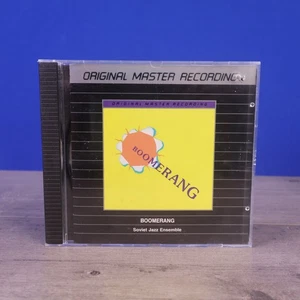 ORIGINAL MASTER RECORDING
ORIGINAL MASTER RECORDING
BOOMERANG
BOOMERANG
Soviet Jazz Ensemble